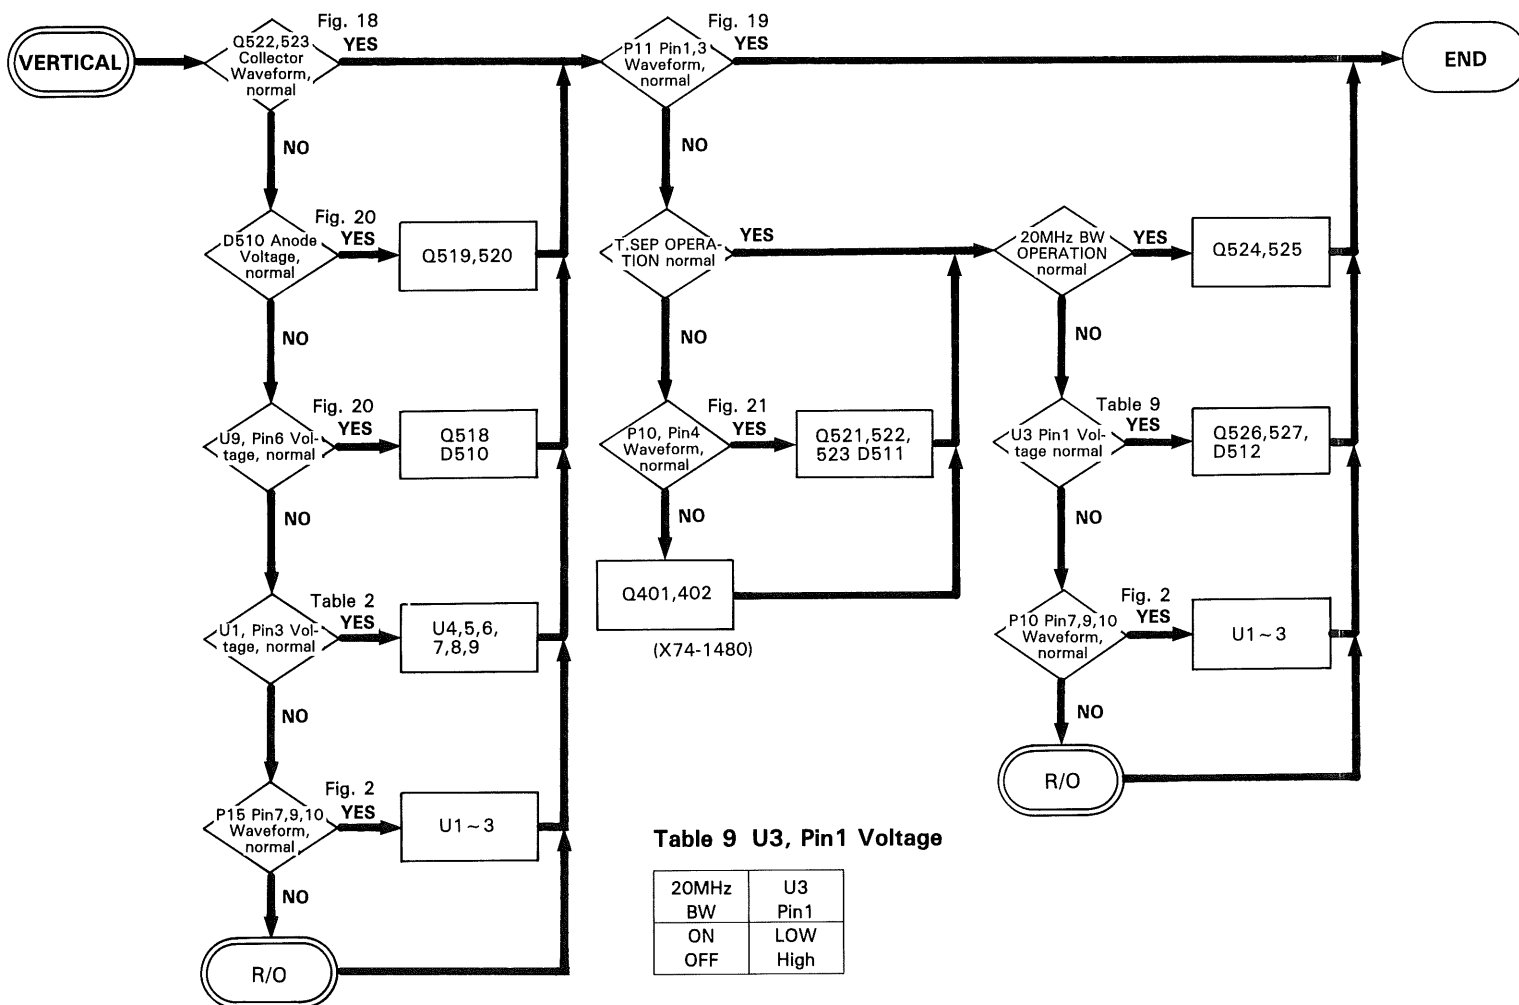 VERTICAL
Q522,523
Collector
Waveform,
normal
Fig. 18
YES
NO
D510 Anode
Voltage,
normal
Fig. 20
YES
Q519,520
NO
U9, Pin6 Vol-
tage, normal
Fig. 20
YES
Q518
D510
NO
U1, Pin3 Vol-
tage, normal
Table 2
YES
U4,5,6,
7,8,9
NO
P15 Pin7,9,10
Waveform,
normal
Fig. 2
YES
U1~3
NO
R/O
P11 Pin1,3
Waveform,
normal
Fig. 19
YES
END
NO
T.SEP OPERA-
TION normal
YES
NO
P10, Pin4
Waveform,
normal
Fig. 21
YES
Q521,522,
523 D511
NO
Q401,402
(X74-1480)
20MHz BW
OPERATION
normal
YES
Q524,525
NO
U3 Pin1 Vol-
tage normal
Table 9
YES
Q526,527,
D512
NO
P10 Pin7,9,10
Waveform,
normal
Fig. 2
YES
U1~3
NO
R/O
Table 9 U3, Pin1 Voltage
20MHz U3
BW Pin1
ON LOW
OFF High